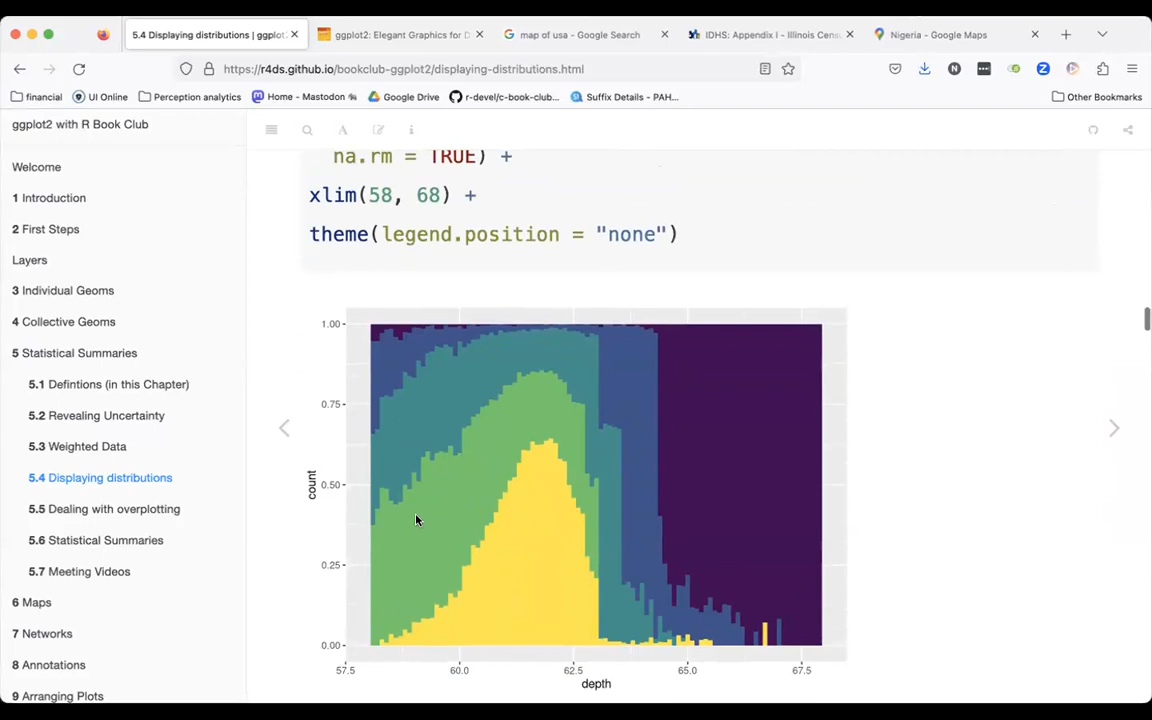 5.4 Displaying distributions | ggplot
ggplot2: Elegant Graphics for D
map of usa - Google Search
IDHS: Appendix I - Illinois Censu
Nigeria - Google Maps
https://r4ds.github.io/bookclub-ggplot2/displaying-distributions.html
N
Z
financial
UI Online
Perception analytics
Home - Mastodon
Google Drive
r-devel/c-book-club...
Suffix Details - PAH...
Other Bookmarks
ggplot2 with R Book Club
A
i
Welcome
1 Introduction
2 First Steps
Layers
3 Individual Geoms
4 Collective Geoms
5 Statistical Summaries
5.1 Defintions (in this Chapter)
5.2 Revealing Uncertainty
5.3 Weighted Data
5.4 Displaying distributions
5.5 Dealing with overplotting
5.6 Statistical Summaries
5.7 Meeting Videos
6 Maps
7 Networks
8 Annotations
9 Arranging Plots
na.rm = TRUE) +
xlim(58, 68) +
theme(legend.position = "none")
1.00
0.75
0.50
0.25
0.00
count
57.5
60.0
62.5
65.0
67.5
depth